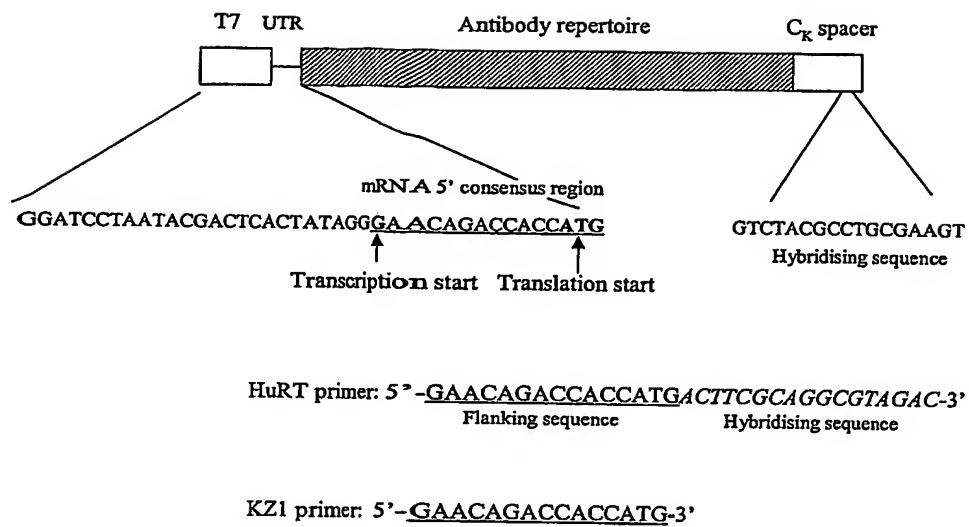 T7 UTR Antibody repertoire Cκ spacer
mRNA 5' consensus region
GGATCCTAATACGACTCACTATAGGGAACAGACCACCATG GTCTACGCCTGCGAAGT
Hybridising sequence
Transcription start Translation start
HuRT primer: 5'-GAACAGACCACCATGACTTCGCAGGCGTAGAC-3'
Flanking sequence Hybridising sequence
KZ1 primer: 5'-GAACAGACCACCATG-3'